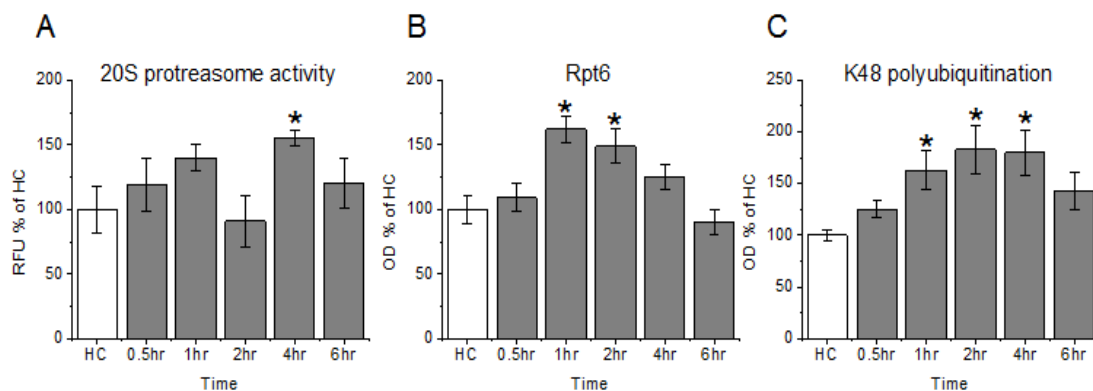 A
20S protreasome activity
200
150
100
50
0
RFU % of HC
*
HC 0.5hr 1hr 2hr 4hr 6hr
Time
B
Rpt6
200
150
100
50
0
OD % of HC
* *
HC 0.5hr 1hr 2hr 4hr 6hr
Time
C
K48 polyubiquitination
250
200
150
100
50
0
OD % of HC
* * *
HC 0.5hr 1hr 2hr 4hr 6hr
Time